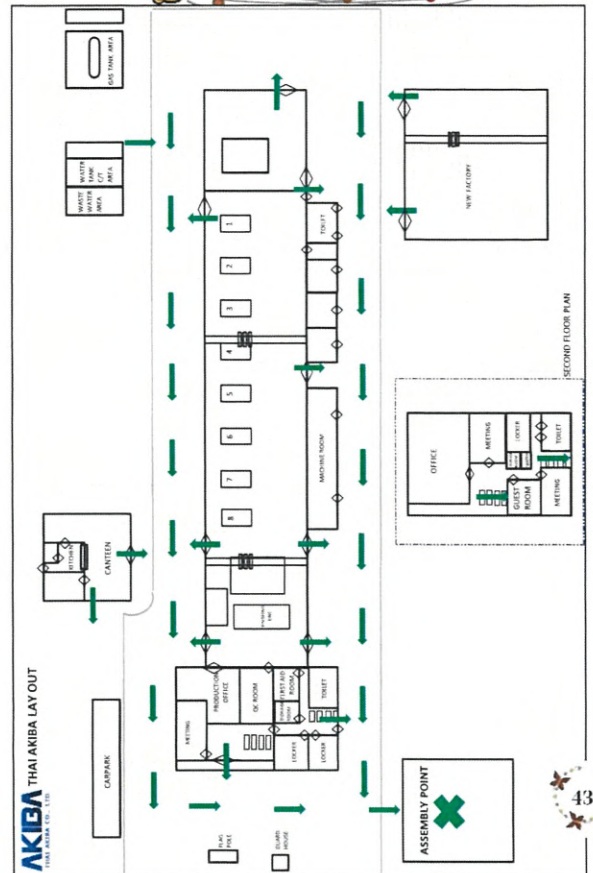 AKIBA
THAI AKIBA CO., LTD.
THAI AKIBA LAY OUT
GAS TANK AREA
WATER
TANK
C/T
AREA
WASTE
WATER
AREA
KITCHEN
CANTEEN
CARPARK
1
2
3
4
5
6
7
8
TOILET
MACHINE ROOM
PRODUCTION
OFFICE
MEETING
QC ROOM
FIRST AID
ROOM
TOILET
LOCKER
LOCKER
FLAG
POLE
GUARD
HOUSE
ASSEMBLY POINT
NEW FACTORY
SECOND FLOOR PLAN
OFFICE
MEETING
LOCKER
TOILET
GUEST
ROOM
MEETING
43